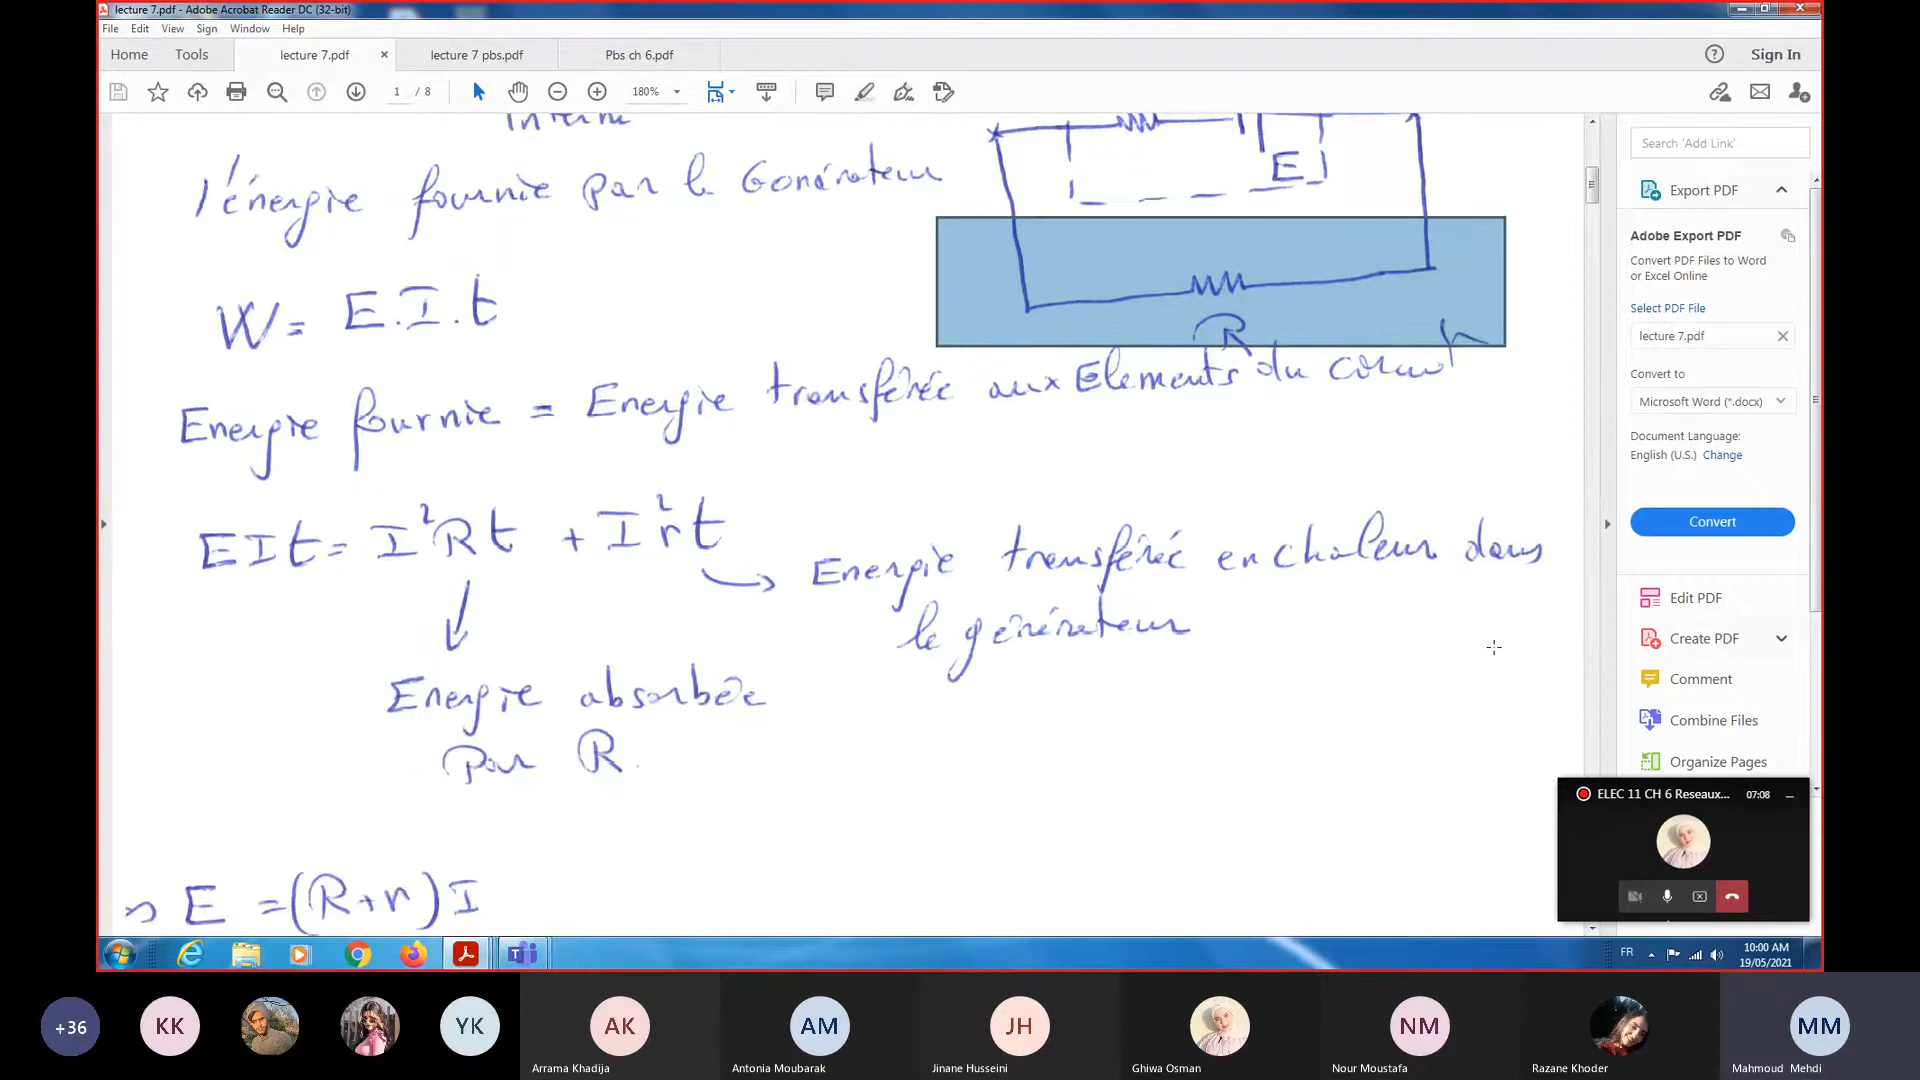 lecture 7.pdf - Adobe Acrobat Reader DC (32-bit)
File Edit View Sign Window Help
Home Tools lecture 7.pdf × lecture 7 pbs.pdf Pbs ch 6.pdf Sign In
1 / 8 180%
interne
l'énergie fournie par le Générateur
E
W = E.I.t
R
Energie fournie = Energie transférée aux Elements du circuit
EIt = I²Rt + I²rt
Energie transférée en chaleur dans
le générateur
Energie absorbée
par R.
E = (R+r)I
Search 'Add Link'
Export PDF
Adobe Export PDF
Convert PDF Files to Word
or Excel Online
Select PDF File
lecture 7.pdf
Convert to
Microsoft Word (*.docx)
Document Language:
English (U.S.) Change
Convert
Edit PDF
Create PDF
Comment
Combine Files
Organize Pages
ELEC 11 CH 6 Reseaux... 07:08
FR 10:00 AM
19/05/2021
+36 KK YK AK AM JH NM MM
Arrama Khadija Antonia Moubarak Jinane Husseini Ghiwa Osman Nour Moustafa Razane Khoder Mahmoud Mehdi